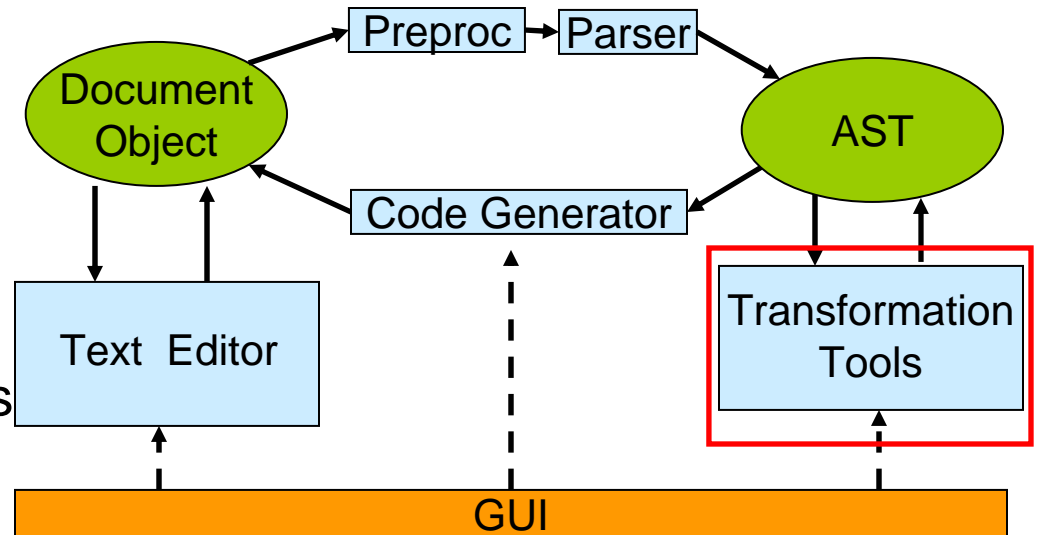 Preproc
Parser
Document
Object
AST
Code Generator
Transformation
Tools
Text Editor
s
GUI